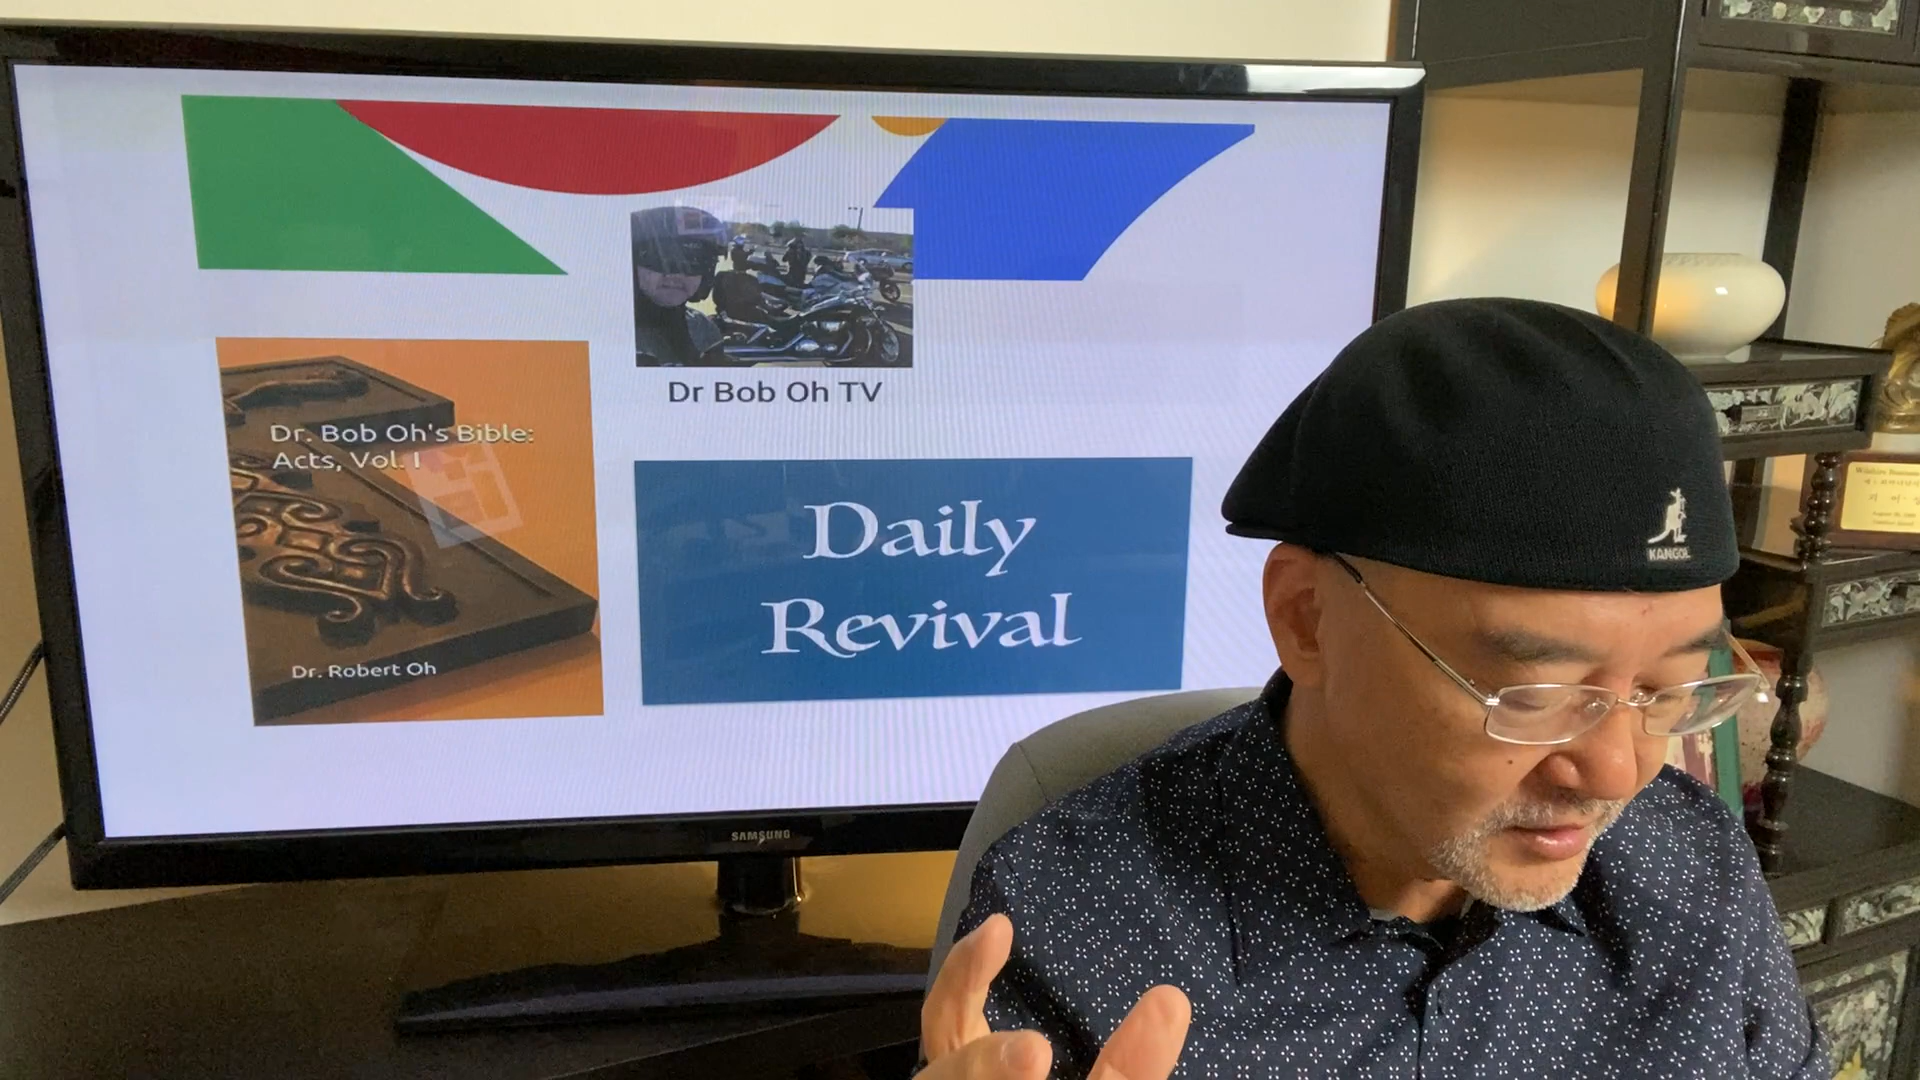 Dr. Bob Oh's Bible:
Acts, Vol. I
Dr. Robert Oh
Dr Bob Oh TV
Daily
Revival
SAMSUNG
KANGOL